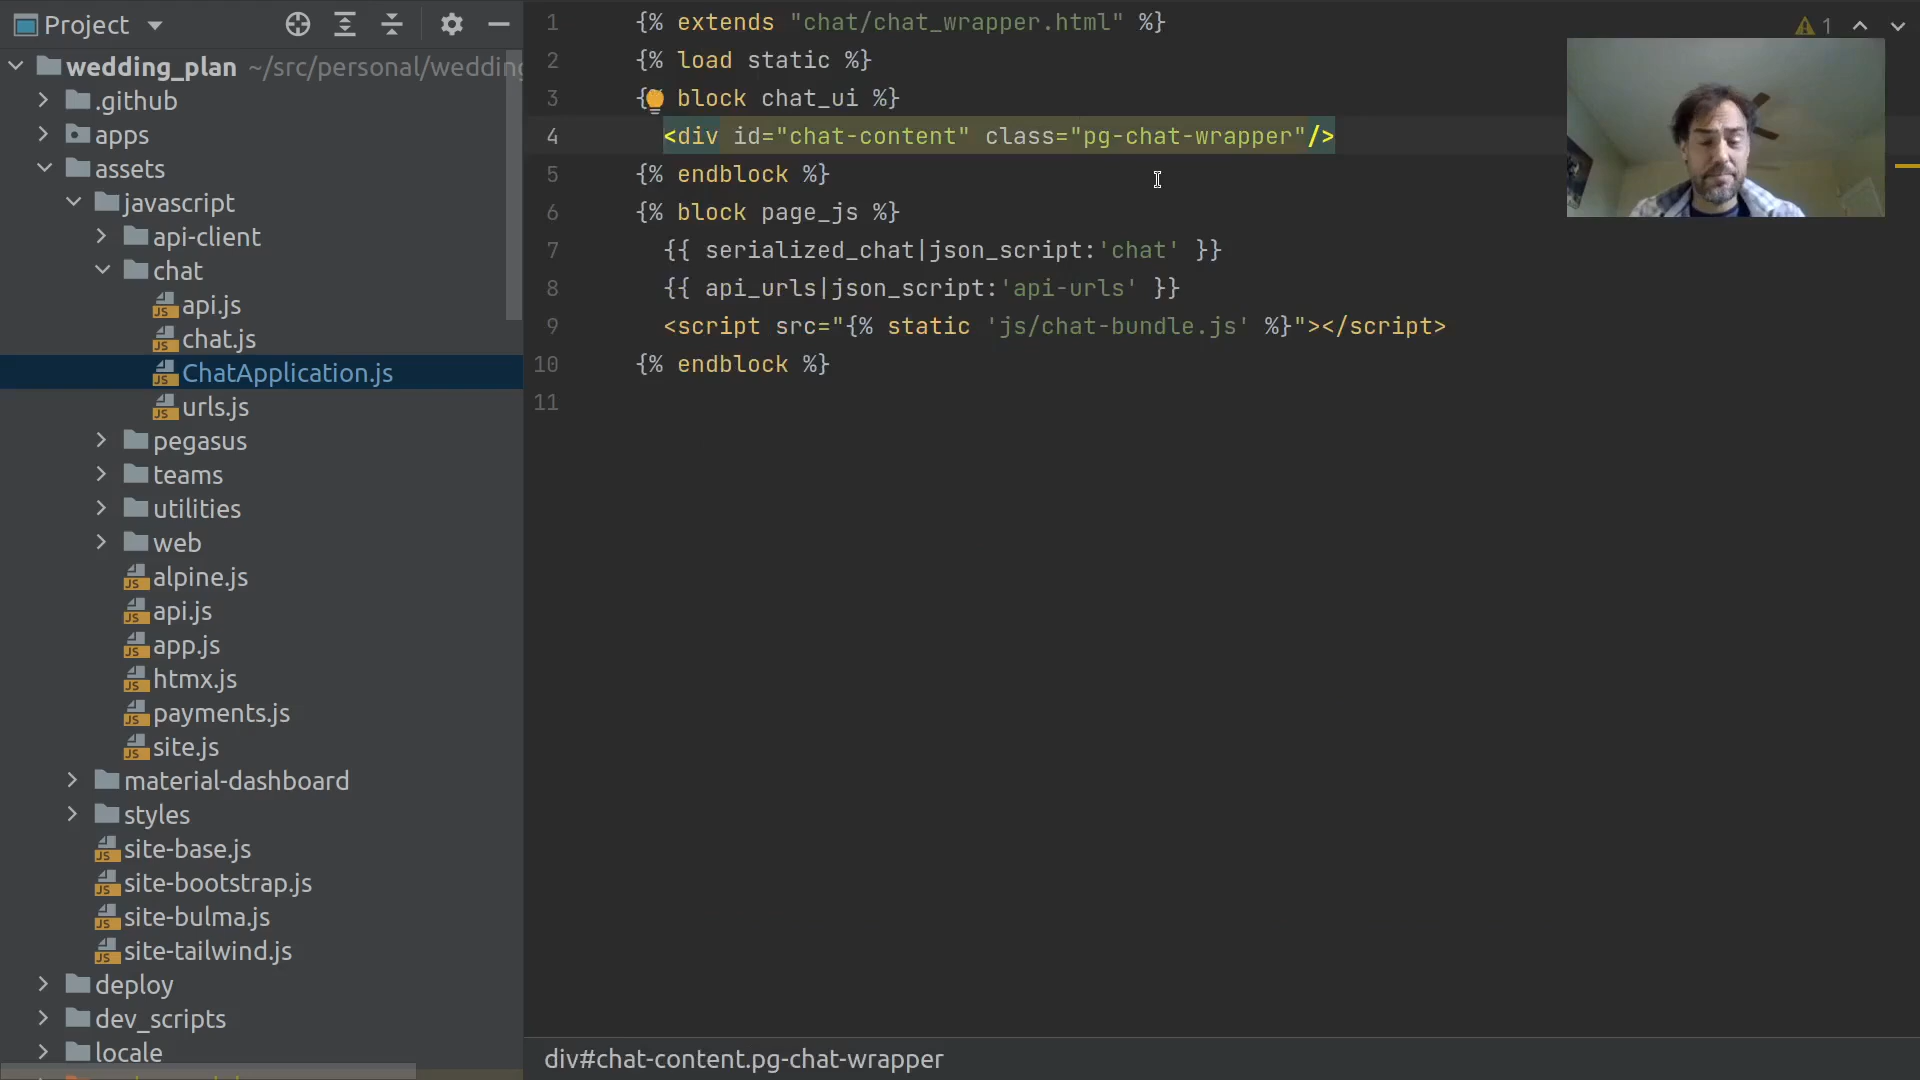 Project
wedding_plan ~/src/personal/wedding
.github
apps
assets
javascript
api-client
chat
api.js
chat.js
ChatApplication.js
urls.js
pegasus
teams
utilities
web
alpine.js
api.js
app.js
htmx.js
payments.js
site.js
material-dashboard
styles
site-base.js
site-bootstrap.js
site-bulma.js
site-tailwind.js
deploy
dev_scripts
locale
1 {% extends "chat/chat_wrapper.html" %}
2 {% load static %}
3 {% block chat_ui %}
4 <div id="chat-content" class="pg-chat-wrapper"/>
5 {% endblock %}
6 {% block page_js %}
7 {{ serialized_chat|json_script:'chat' }}
8 {{ api_urls|json_script:'api-urls' }}
9 <script src="{% static 'js/chat-bundle.js' %}"></script>
10 {% endblock %}
11
1
div#chat-content.pg-chat-wrapper